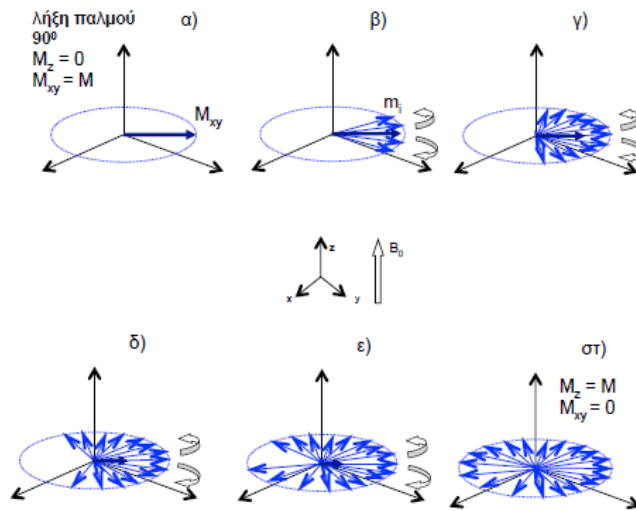 λήξη παλμού
90⁰
M_z = 0
M_xy = M
α)
M_xy
β)
m_i
γ)
z
x
y
B_0
δ)
ε)
στ)
M_z = M
M_xy = 0